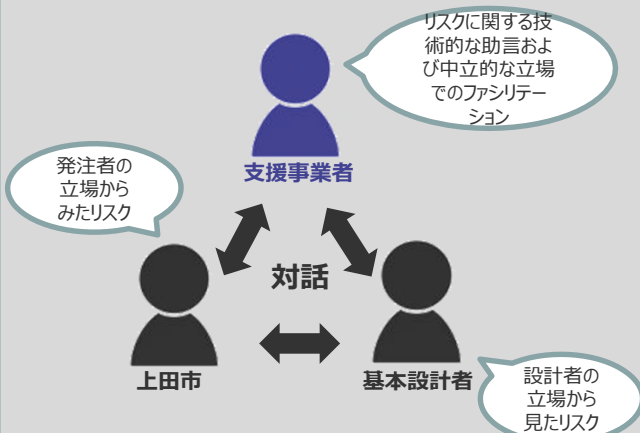 リスクに関する技
術的な助言およ
び中立的な立場
でのファシリテー
ション
支援事業者
発注者の
立場から
みたリスク
対話
上田市
基本設計者
設計者の
立場から
見たリスク